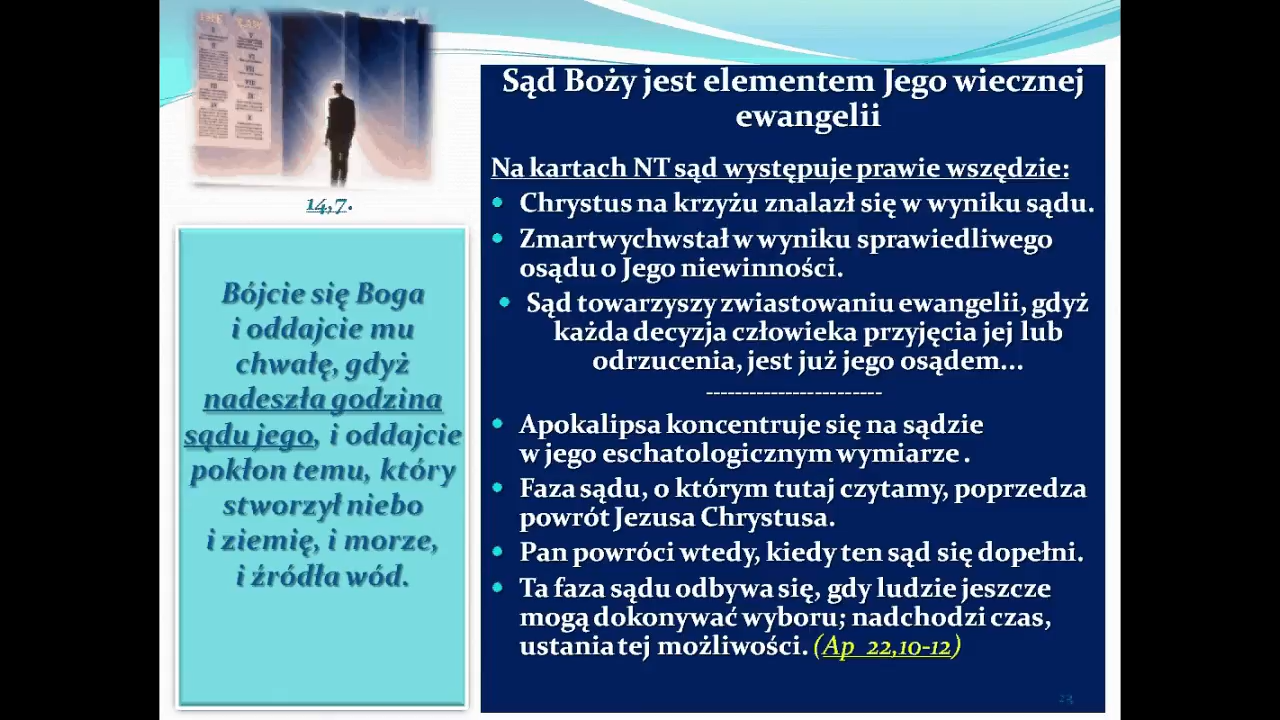 THE LAW
14,7.
Bójcie się Boga
i oddajcie mu
chwałę, gdyż
nadeszła godzina
sądu jego, i oddajcie
pokłon temu, który
stworzył niebo
i ziemię, i morze,
i źródła wód.
Sąd Boży jest elementem Jego wiecznej
ewangelii
Na kartach NT sąd występuje prawie wszędzie:
• Chrystus na krzyżu znalazł się w wyniku sądu.
• Zmartwychwstał w wyniku sprawiedliwego
osądu o Jego niewinności.
• Sąd towarzyszy zwiastowaniu ewangelii, gdyż
każda decyzja człowieka przyjęcia jej lub
odrzucenia, jest już jego osądem...
------------------------
• Apokalipsa koncentruje się na sądzie
w jego eschatologicznym wymiarze .
• Faza sądu, o którym tutaj czytamy, poprzedza
powrót Jezusa Chrystusa.
• Pan powróci wtedy, kiedy ten sąd się dopełni.
• Ta faza sądu odbywa się, gdy ludzie jeszcze
mogą dokonywać wyboru; nadchodzi czas,
ustania tej możliwości. (Ap 22,10-12)
23